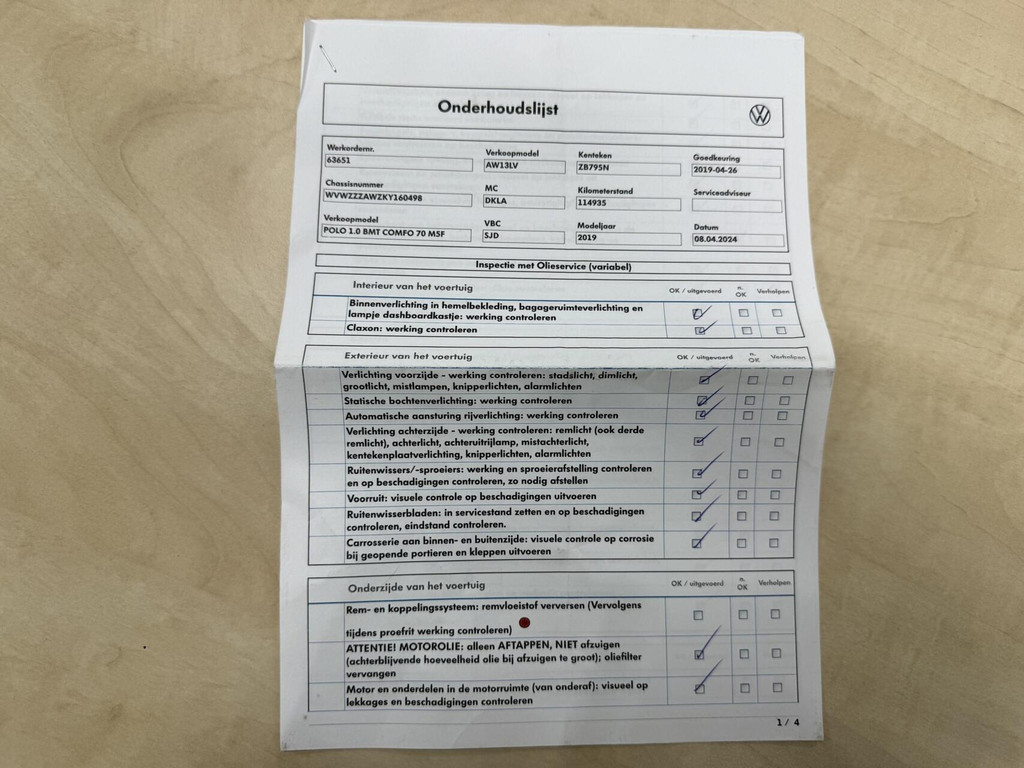 Onderhoudslijst
Werkordernr. Verkoopmodel Kenteken Goedkeuring
63651 AW13LV ZB795N 2019-04-26
Chassisnummer MC Kilometerstand Serviceadviseur
WVWZZZAWZKY160498 DKLA 114935
Verkoopmodel VBC Modeljaar Datum
POLO 1.0 BMT COMFO 70 M5F SJD 2019 08.04.2024
Inspectie met Olieservice (variabel)
Interieur van het voertuig OK / uitgevoerd n. OK Verholpen
Binnenverlichting in hemelbekleding, bagageruimteverlichting en
lampje dashboardkastje: werking controleren
Claxon: werking controleren
Exterieur van het voertuig OK / uitgevoerd n. OK Verholpen
Verlichting voorzijde - werking controleren: stadslicht, dimlicht,
grootlicht, mistlampen, knipperlichten, alarmlichten
Statische bochtenverlichting: werking controleren
Automatische aansturing rijverlichting: werking controleren
Verlichting achterzijde - werking controleren: remlicht (ook derde
remlicht), achterlicht, achteruitrijlamp, mistachterlicht,
kentekenplaatverlichting, knipperlichten, alarmlichten
Ruitenwissers/-sproeiers: werking en sproeierafstelling controleren
en op beschadigingen controleren, zo nodig afstellen
Voorruit: visuele controle op beschadigingen uitvoeren
Ruitenwisserbladen: in servicestand zetten en op beschadigingen
controleren, eindstand controleren.
Carrosserie aan binnen- en buitenzijde: visuele controle op corrosie
bij geopende portieren en kleppen uitvoeren
Onderzijde van het voertuig OK / uitgevoerd n. OK Verholpen
Rem- en koppelingssysteem: remvloeistof verversen (Vervolgens
tijdens proefrit werking controleren)
ATTENTIE! MOTOROLIE: alleen AFTAPPEN, NIET afzuigen
(achterblijvende hoeveelheid olie bij afzuigen te groot); oliefilter
vervangen
Motor en onderdelen in de motorruimte (van onderaf): visueel op
lekkages en beschadigingen controleren
1 / 4